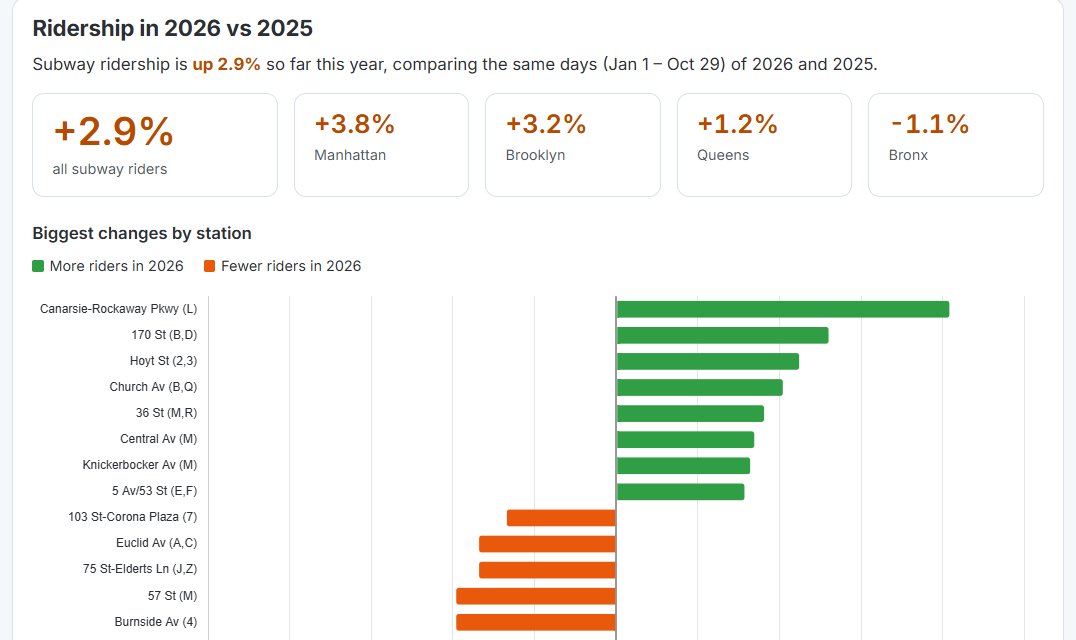 Ridership in 2026 vs 2025
Subway ridership is up 2.9% so far this year, comparing the same days (Jan 1 – Oct 29) of 2026 and 2025.
+2.9%
all subway riders
+3.8%
Manhattan
+3.2%
Brooklyn
+1.2%
Queens
-1.1%
Bronx
Biggest changes by station
More riders in 2026
Fewer riders in 2026
Canarsie-Rockaway Pkwy (L)
170 St (B,D)
Hoyt St (2,3)
Church Av (B,Q)
36 St (M,R)
Central Av (M)
Knickerbocker Av (M)
5 Av/53 St (E,F)
103 St-Corona Plaza (7)
Euclid Av (A,C)
75 St-Elderts Ln (J,Z)
57 St (M)
Burnside Av (4)